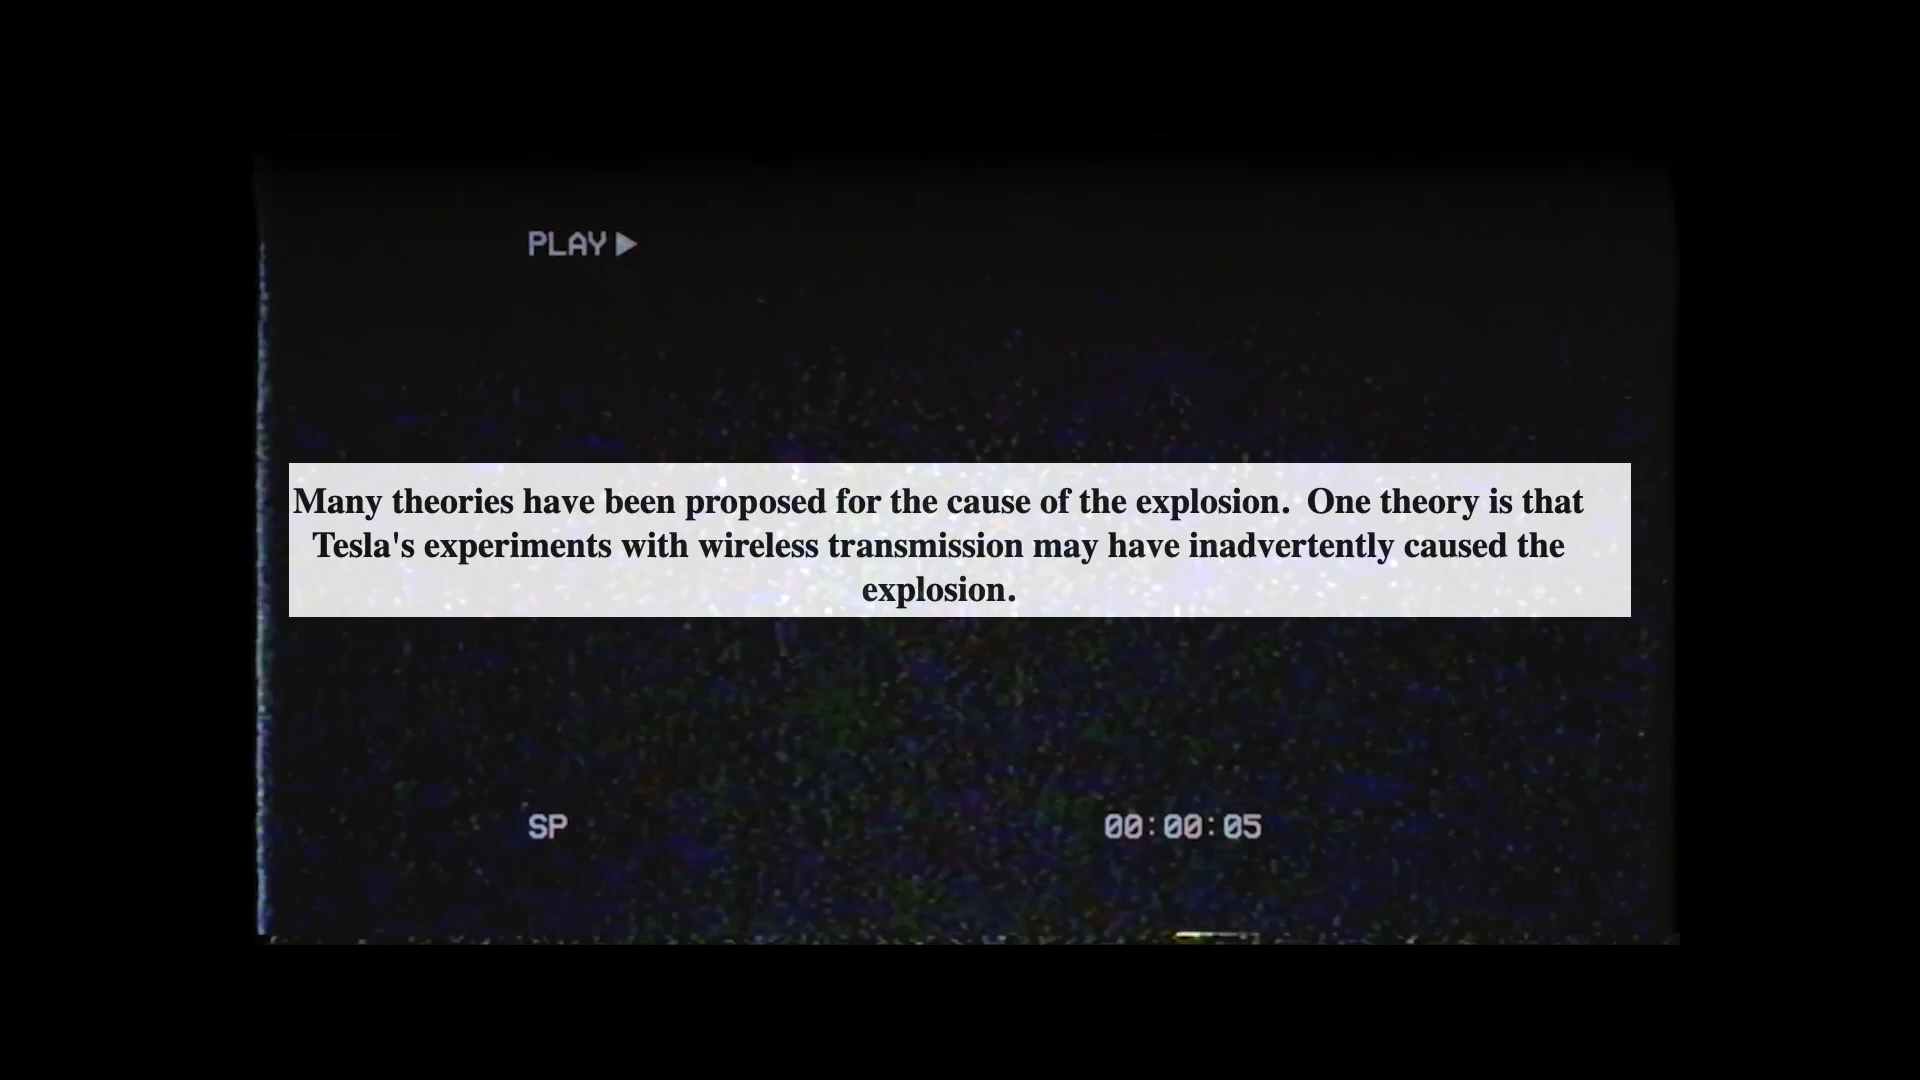 PLAY ▶
Many theories have been proposed for the cause of the explosion.  One theory is that
Tesla's experiments with wireless transmission may have inadvertently caused the
explosion.
SP
00:00:05